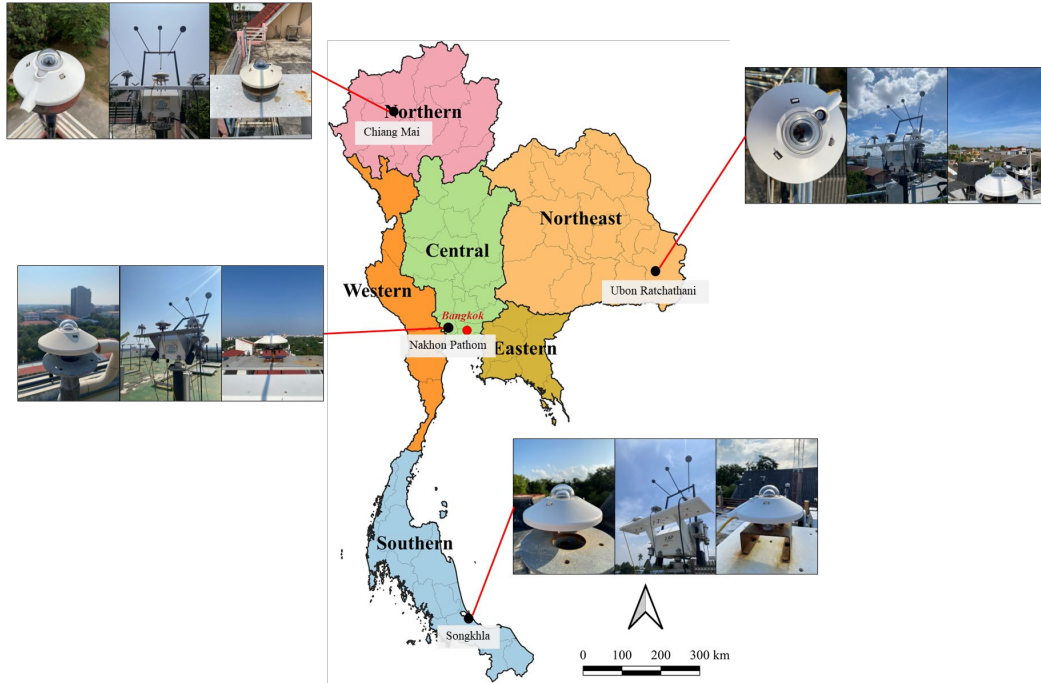 Northern
Chiang Mai
Northeast
Central
Ubon Ratchathani
Western
Bangkok
Nakhon Pathom
Eastern
Southern
Songkhla
0 100 200 300 km